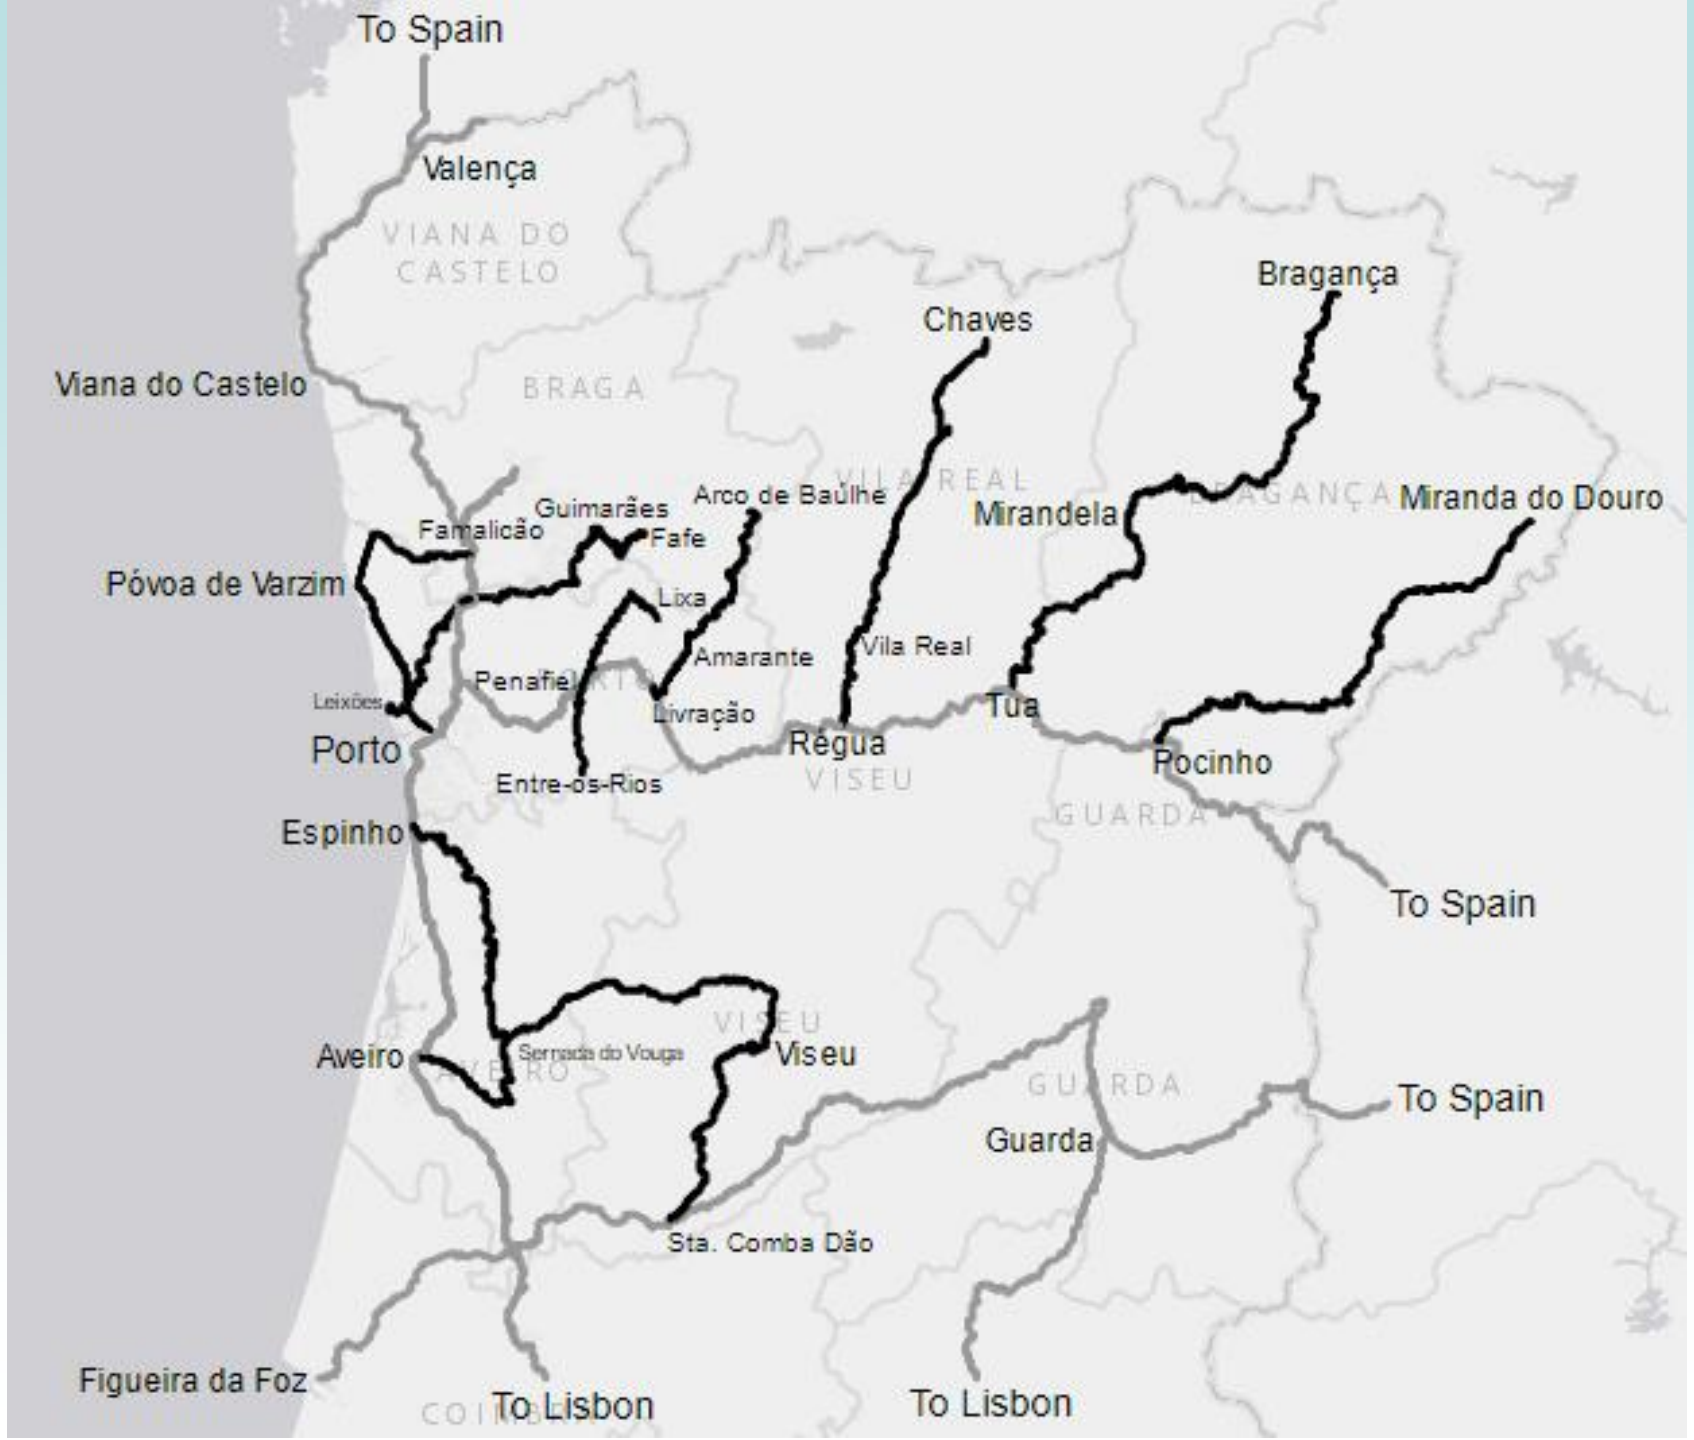 To Spain
Valença
VIANA DO
CASTELO
Bragança
Chaves
Viana do Castelo
BRAGA
VILA REAL
Arco de Baúlhe
BRAGANÇA
Miranda do Douro
Guimarães
Mirandela
Famalicão
Fafe
Póvoa de Varzim
Lixa
Vila Real
Amarante
Penafiel
PORTO
Leixões
Livração
Tua
Porto
Régua
Pocinho
VISEU
Entre-os-Rios
GUARDA
Espinho
To Spain
VISEU
Aveiro
Sernada do Vouga
Viseu
AVEIRO
GUARDA
To Spain
Guarda
Sta. Comba Dão
Figueira da Foz
To Lisbon
To Lisbon
COIMBRA